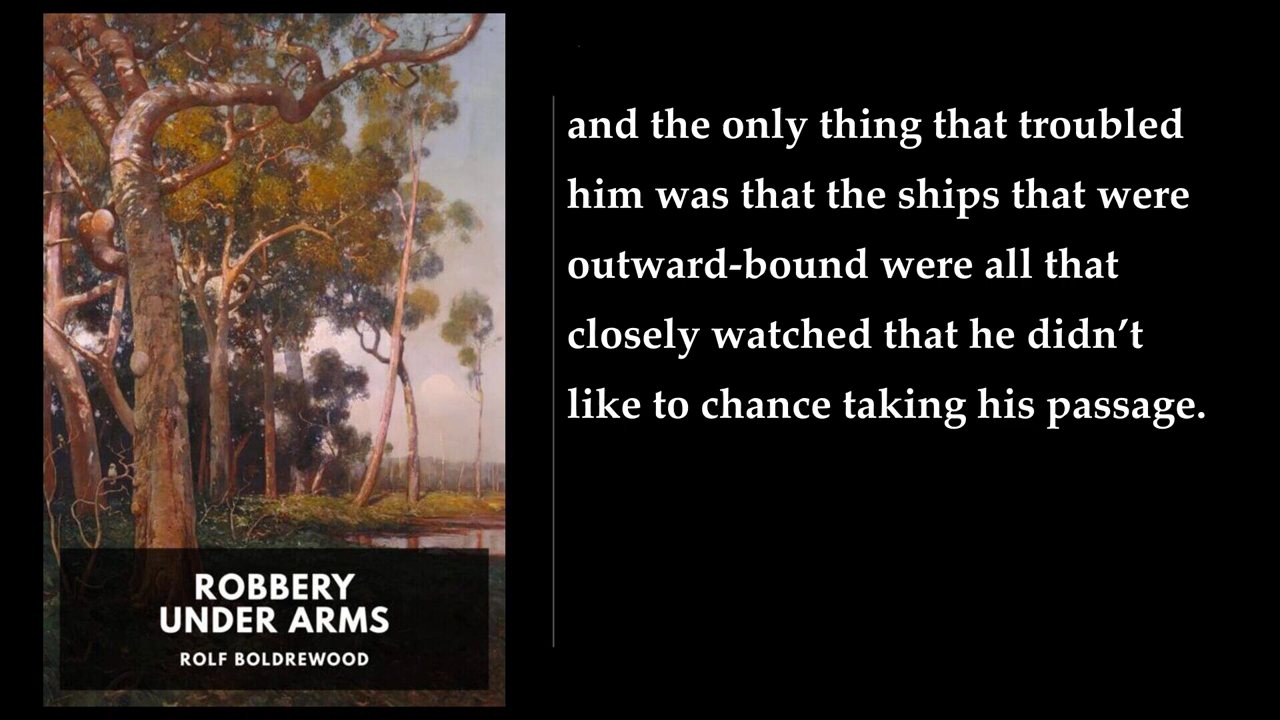 and the only thing that troubled
him was that the ships that were
outward-bound were all that
closely watched that he didn’t
like to chance taking his passage.
ROBBERY
UNDER ARMS
ROLF BOLDREWOOD